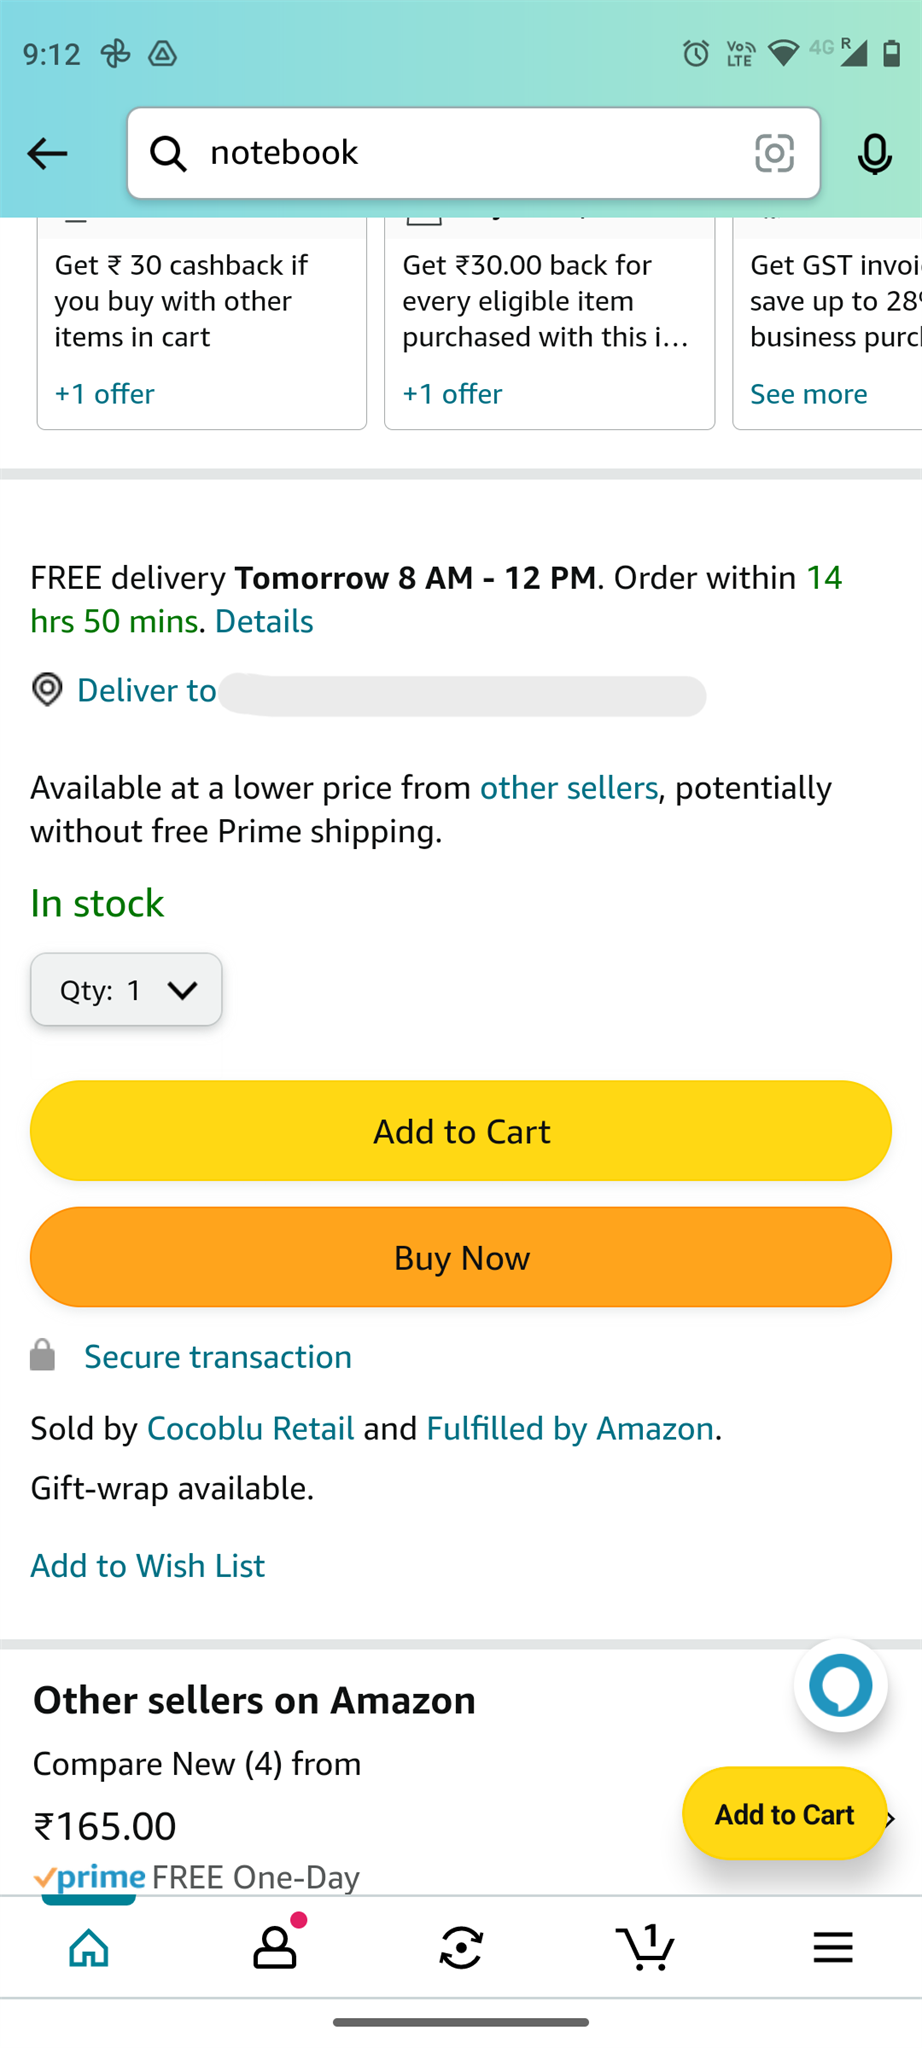 9:12
VoLTE 4G R
notebook
Get ₹ 30 cashback if
you buy with other
items in cart
+1 offer
Get ₹30.00 back for
every eligible item
purchased with this i...
+1 offer
Get GST invoi
save up to 28%
business purc
See more
FREE delivery Tomorrow 8 AM - 12 PM. Order within 14
hrs 50 mins. Details
Deliver to
Available at a lower price from other sellers, potentially
without free Prime shipping.
In stock
Qty: 1
Add to Cart
Buy Now
Secure transaction
Sold by Cocoblu Retail and Fulfilled by Amazon.
Gift-wrap available.
Add to Wish List
Other sellers on Amazon
Compare New (4) from
₹165.00
Add to Cart
prime FREE One-Day
1